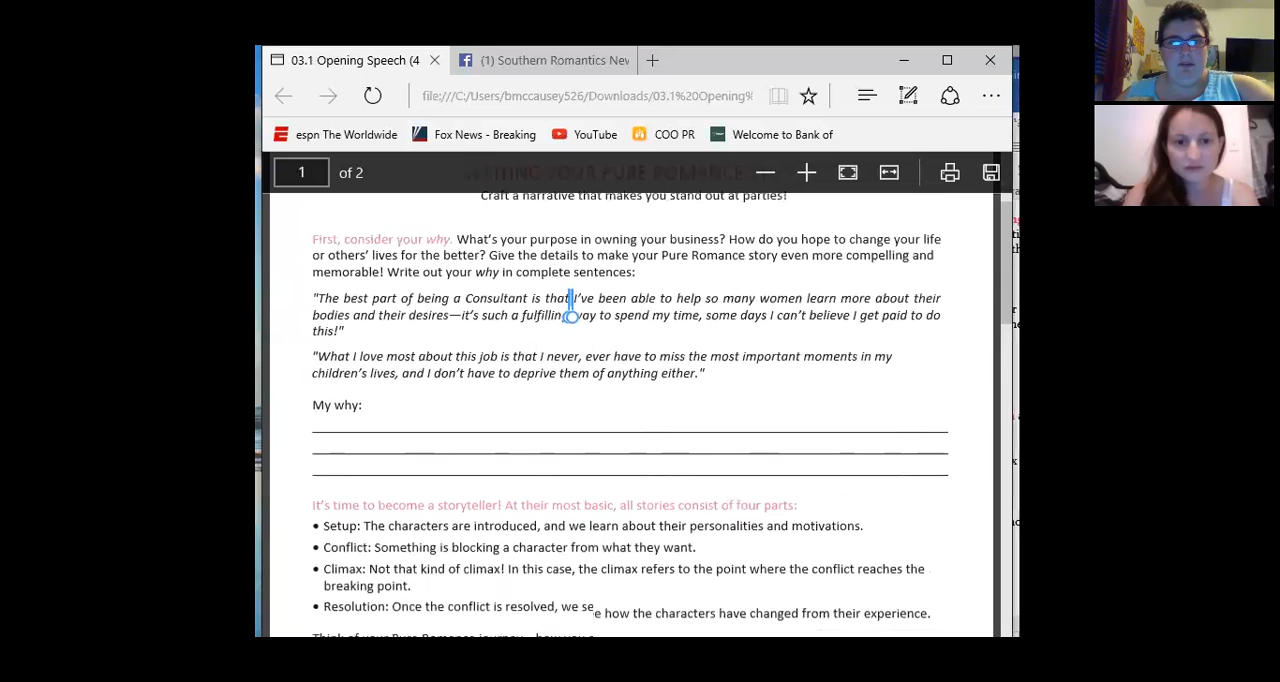 03.1 Opening Speech (4
(1) Southern Romantics Nev
file:///C:/Users/bmccausey526/Downloads/03.1%20Opening%
espn The Worldwide
Fox News - Breaking
YouTube
COO PR
Welcome to Bank of
1 of 2
WRITING YOUR PURE ROMANCE
Craft a narrative that makes you stand out at parties!
First, consider your why. What's your purpose in owning your business? How do you hope to change your life
or others' lives for the better? Give the details to make your Pure Romance story even more compelling and
memorable! Write out your why in complete sentences:
"The best part of being a Consultant is that I've been able to help so many women learn more about their
bodies and their desires—it's such a fulfilling way to spend my time, some days I can't believe I get paid to do
this!"
"What I love most about this job is that I never, ever have to miss the most important moments in my
children's lives, and I don't have to deprive them of anything either."
My why:
It's time to become a storyteller! At their most basic, all stories consist of four parts:
• Setup: The characters are introduced, and we learn about their personalities and motivations.
• Conflict: Something is blocking a character from what they want.
• Climax: Not that kind of climax! In this case, the climax refers to the point where the conflict reaches the
breaking point.
• Resolution: Once the conflict is resolved, we see how the characters have changed from their experience.
Think of your Pure Romance journey—how you